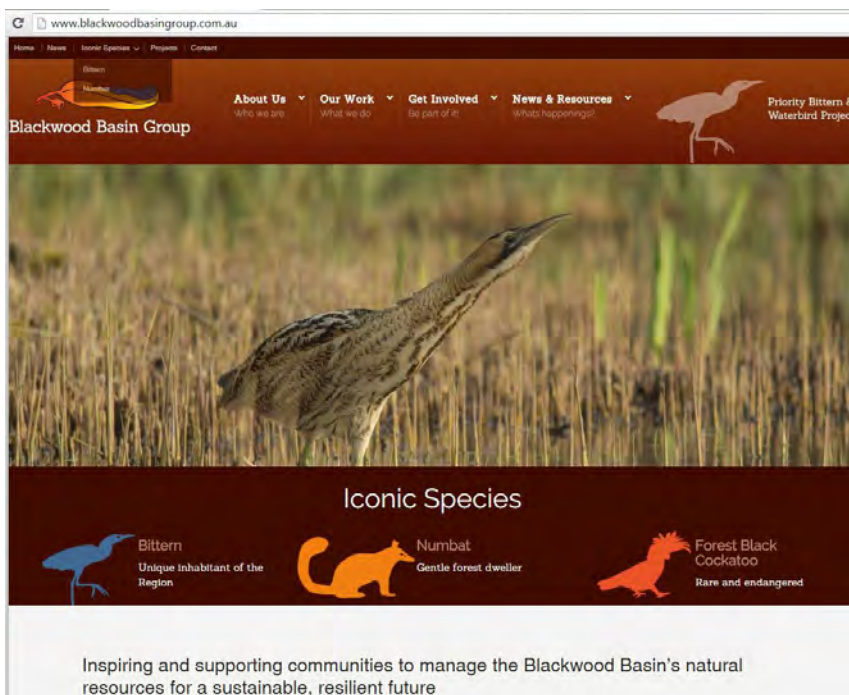 www.blackwoodbasingroup.com.au
Home News Iconic Species Projects Contact
Bittern
Numbat
About Us Our Work Get Involved News & Resources
Who we are What we do Be part of it! Whats happenings?
Priority Bittern &
Waterbird Projec
Blackwood Basin Group
Iconic Species
Bittern
Unique inhabitant of the
Region
Numbat
Gentle forest dweller
Forest Black
Cockatoo
Rare and endangered
Inspiring and supporting communities to manage the Blackwood Basin's natural
resources for a sustainable, resilient future